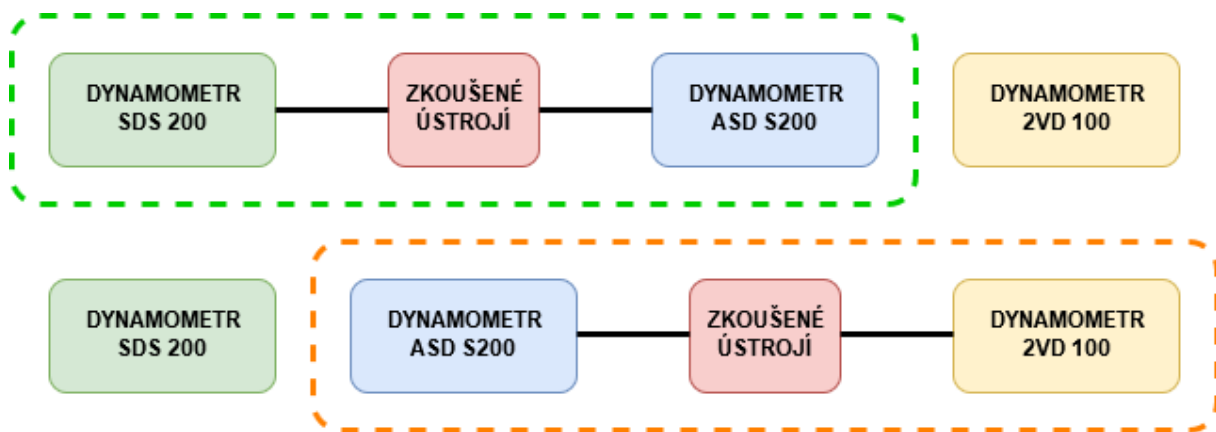 DYNAMOMETR
SDS 200
ZKOUŠENÉ
ÚSTROJÍ
DYNAMOMETR
ASD S200
DYNAMOMETR
2VD 100
DYNAMOMETR
SDS 200
DYNAMOMETR
ASD S200
ZKOUŠENÉ
ÚSTROJÍ
DYNAMOMETR
2VD 100